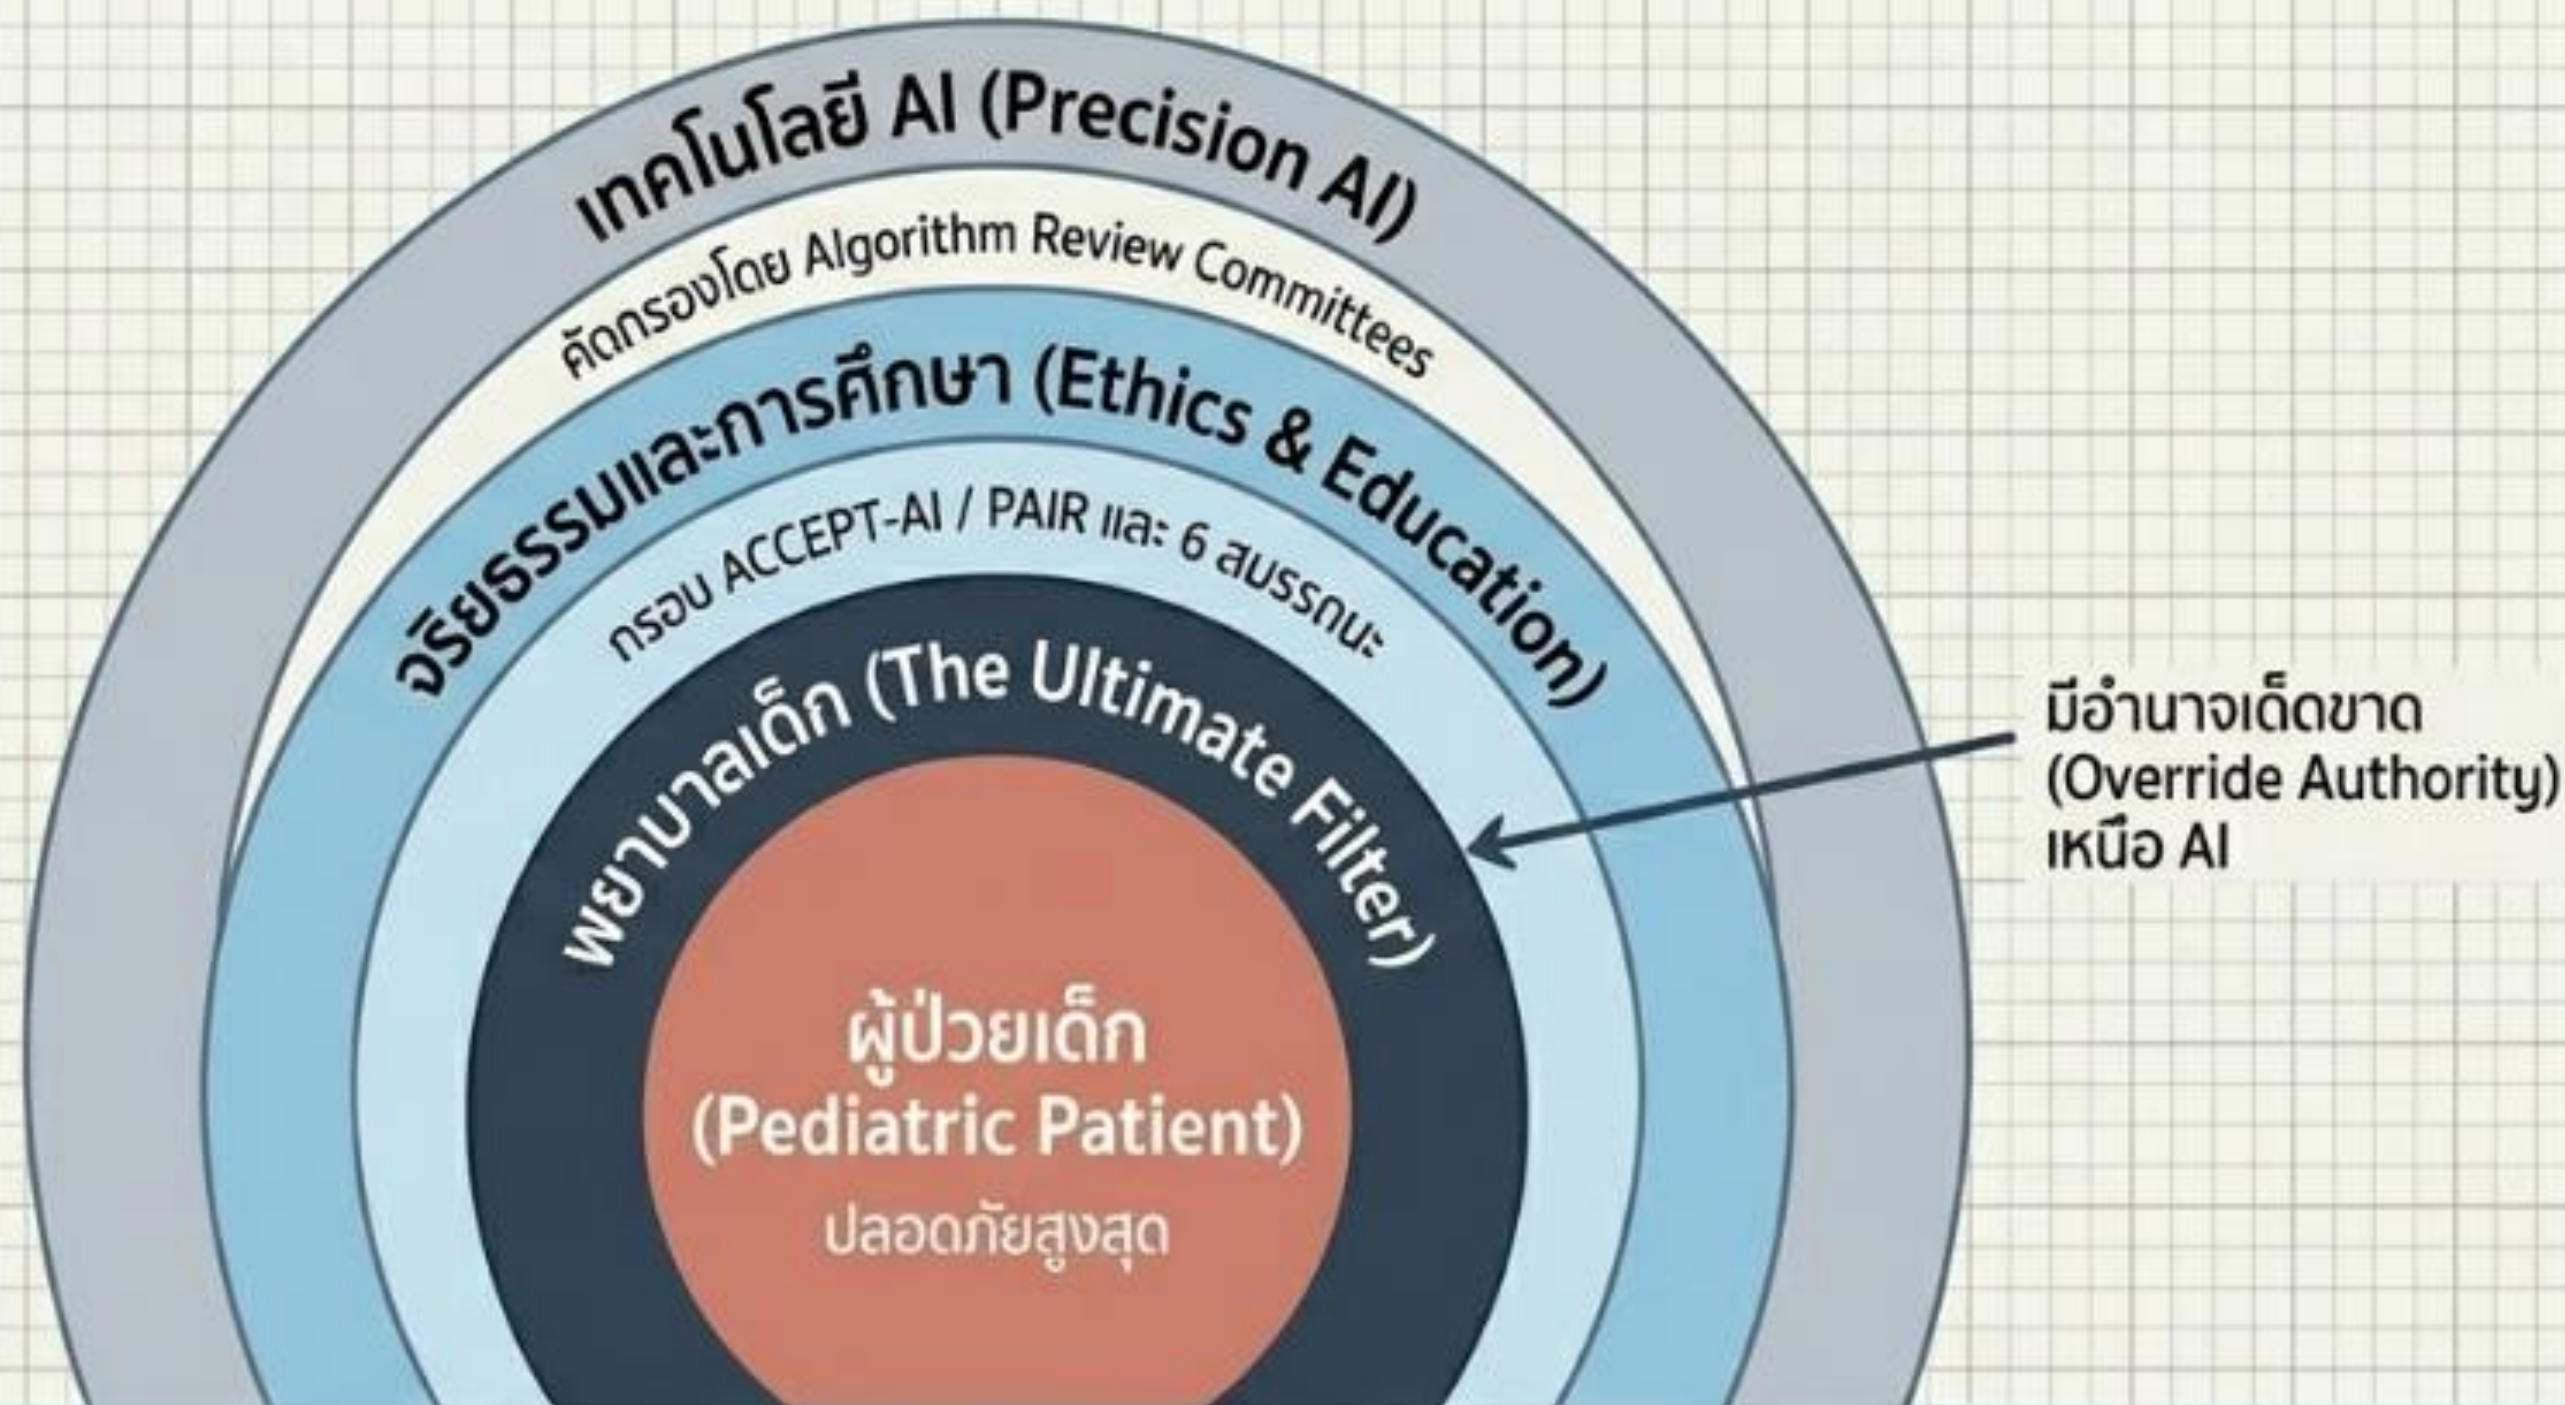 เทคโนโลยี AI (Precision AI)
คัดกรองโดย Algorithm Review Committees
จริยธรรมและการศึกษา (Ethics & Education)
กรอบ ACCEPT-AI / PAIR และ 6 สมรรถนะ
พยาบาลเด็ก (The Ultimate Filter)
ผู้ป่วยเด็ก
(Pediatric Patient)
ปลอดภัยสูงสุด
มีอำนาจเด็ดขาด
(Override Authority)
เหนือ AI